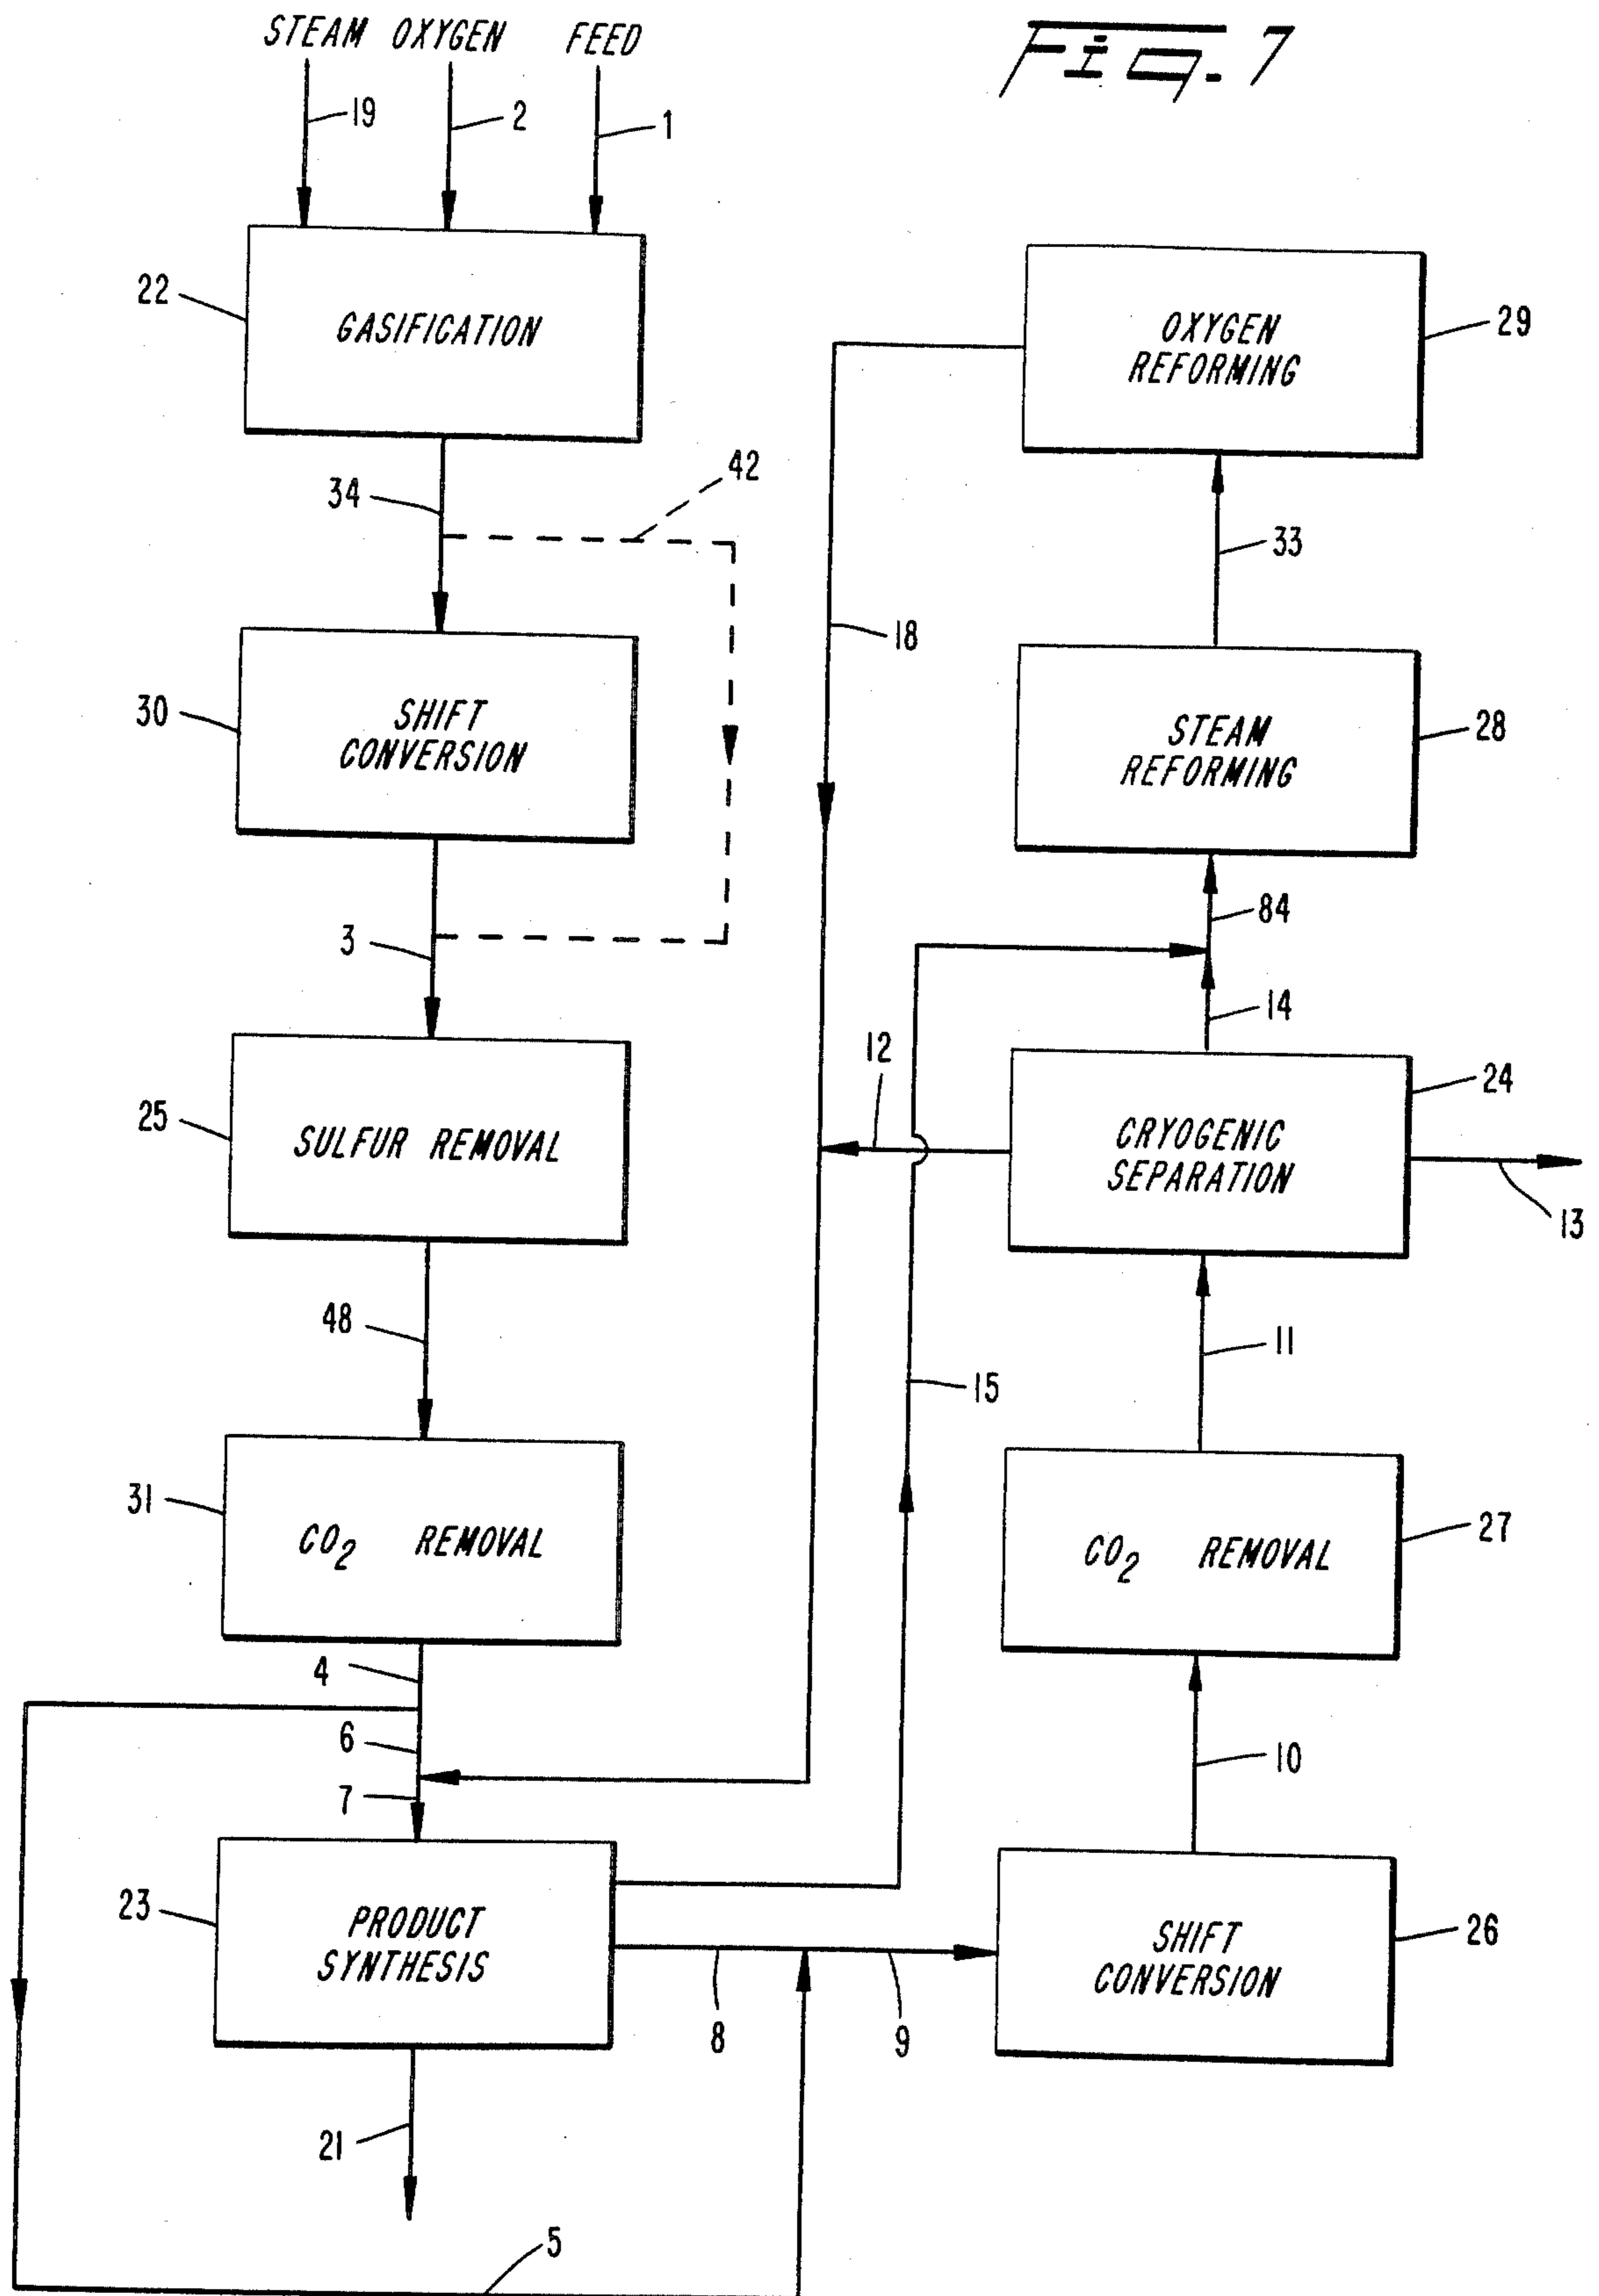 STEAM OXYGEN FEED
Fig. 7
19
2
1
22
GASIFICATION
OXYGEN
REFORMING
29
34
42
33
18
30
SHIFT
CONVERSION
STEAM
REFORMING
28
84
3
14
12
25
SULFUR REMOVAL
CRYOGENIC
SEPARATION
24
13
48
11
15
31
CO2 REMOVAL
CO2 REMOVAL
27
4
6
7
10
23
PRODUCT
SYNTHESIS
8
9
SHIFT
CONVERSION
26
21
5